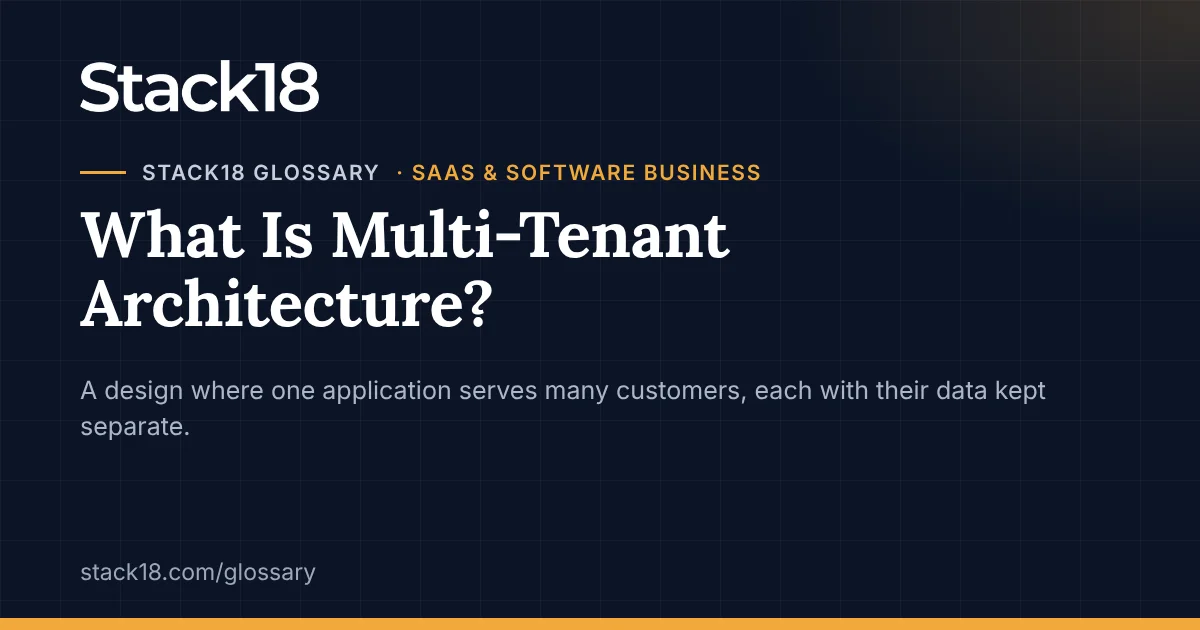 Stack18
STACK18 GLOSSARY · SAAS & SOFTWARE BUSINESS
What Is Multi-Tenant
Architecture?
A design where one application serves many customers, each with their data kept
separate.
stack18.com/glossary